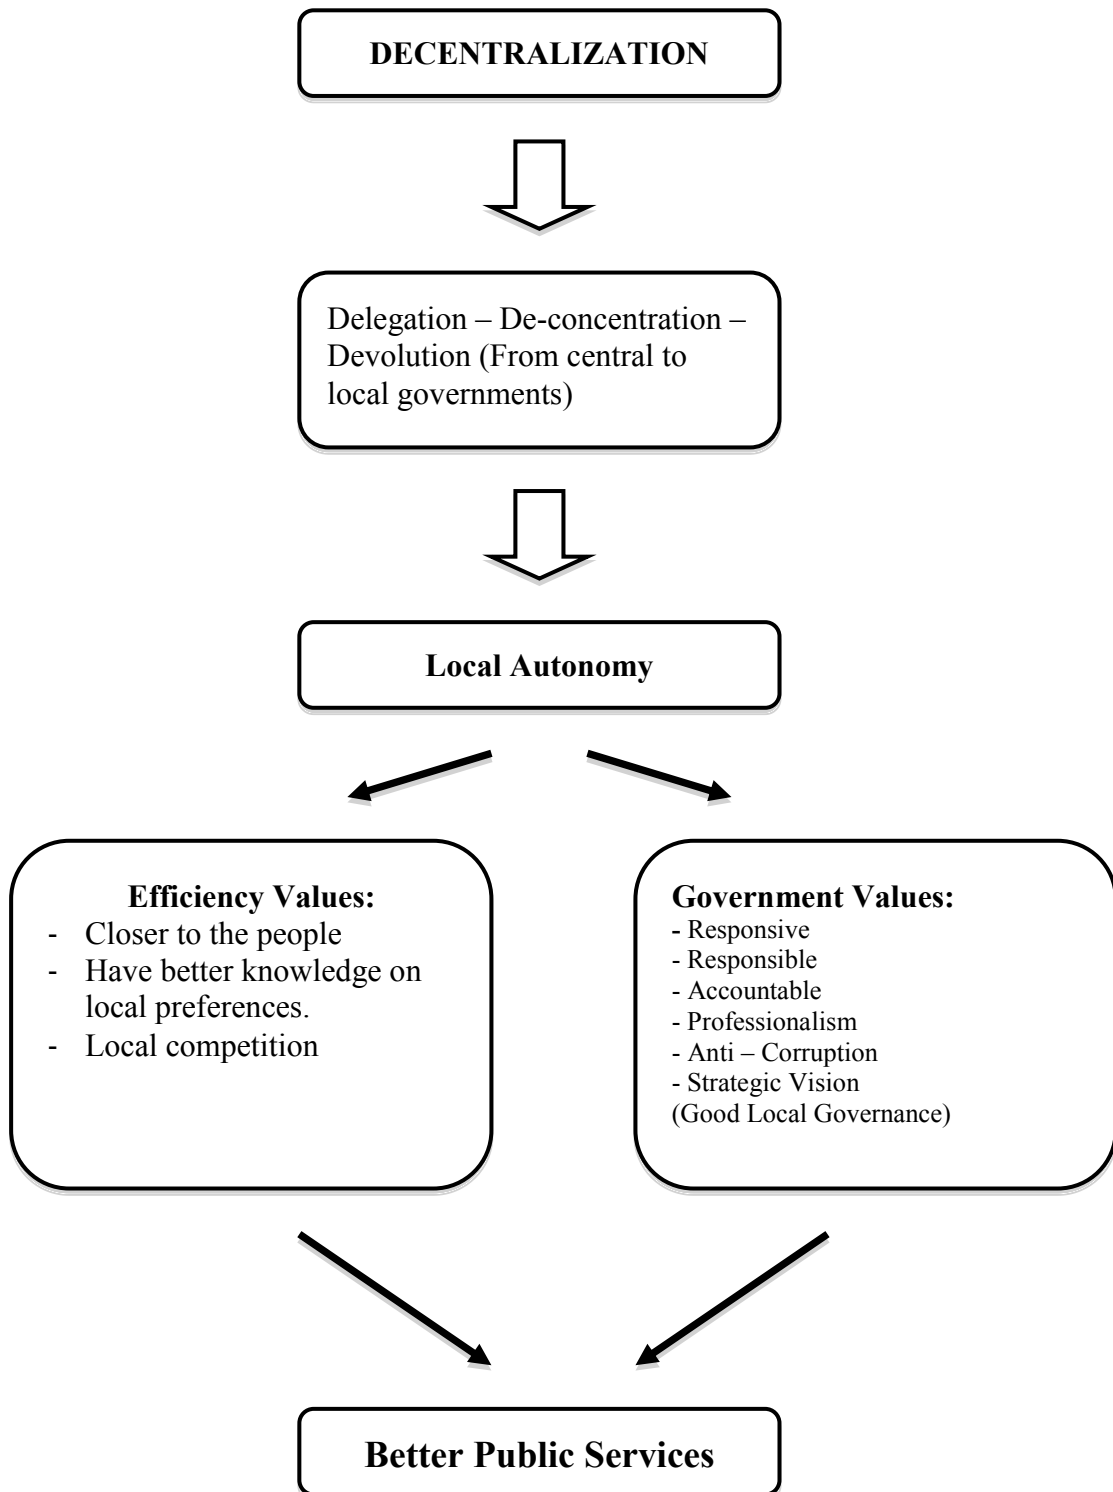 DECENTRALIZATION
Delegation – De-concentration –
Devolution (From central to
local governments)
Local Autonomy
Efficiency Values:
- Closer to the people
- Have better knowledge on
local preferences.
- Local competition
Government Values:
- Responsive
- Responsible
- Accountable
- Professionalism
- Anti – Corruption
- Strategic Vision
(Good Local Governance)
Better Public Services